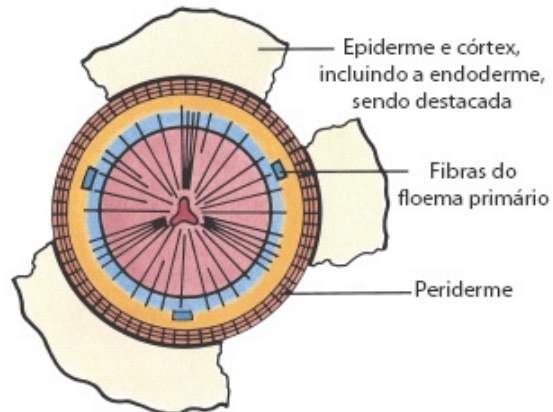 Epiderme e córtex,
incluindo a endoderme,
sendo destacada
Fibras do
floema primário
Periderme